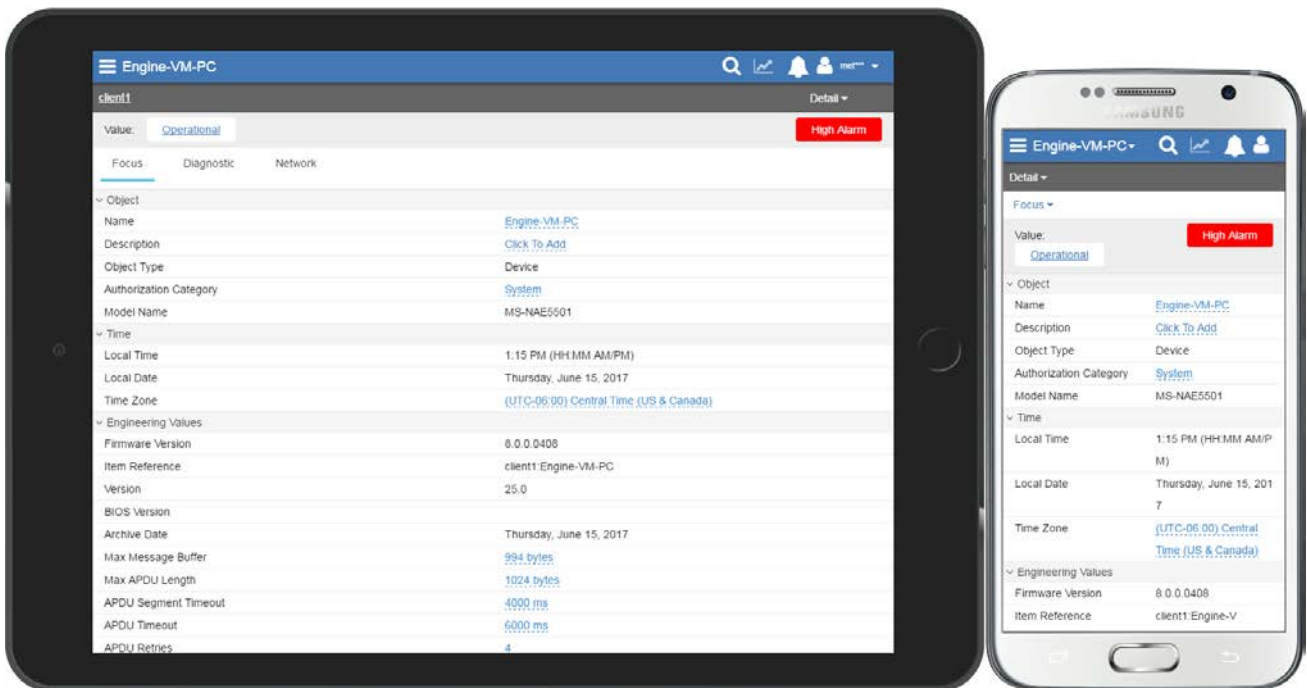 Engine-VM-PC
client1 Detail
Value: Operational High Alarm
Focus Diagnostic Network
Object
Name Engine-VM-PC
Description Click To Add
Object Type Device
Authorization Category System
Model Name MS-NAE5501
Time
Local Time 1:15 PM (HH:MM AM/PM)
Local Date Thursday, June 15, 2017
Time Zone (UTC-06:00) Central Time (US & Canada)
Engineering Values
Firmware Version 8.0.0.0408
Item Reference client1:Engine-VM-PC
Version 25.0
BIOS Version
Archive Date Thursday, June 15, 2017
Max Message Buffer 994 bytes
Max APDU Length 1024 bytes
APDU Segment Timeout 4000 ms
APDU Timeout 6000 ms
APDU Retries 4
SAMSUNG
Engine-VM-PC
Detail
Focus
Value: High Alarm
Operational
Object
Name Engine-VM-PC
Description Click To Add
Object Type Device
Authorization Category System
Model Name MS-NAE5501
Time
Local Time 1:15 PM (HH:MM AM/P
M)
Local Date Thursday, June 15, 201
7
Time Zone (UTC-06:00) Central
Time (US & Canada)
Engineering Values
Firmware Version 8.0.0.0408
Item Reference client1:Engine-V